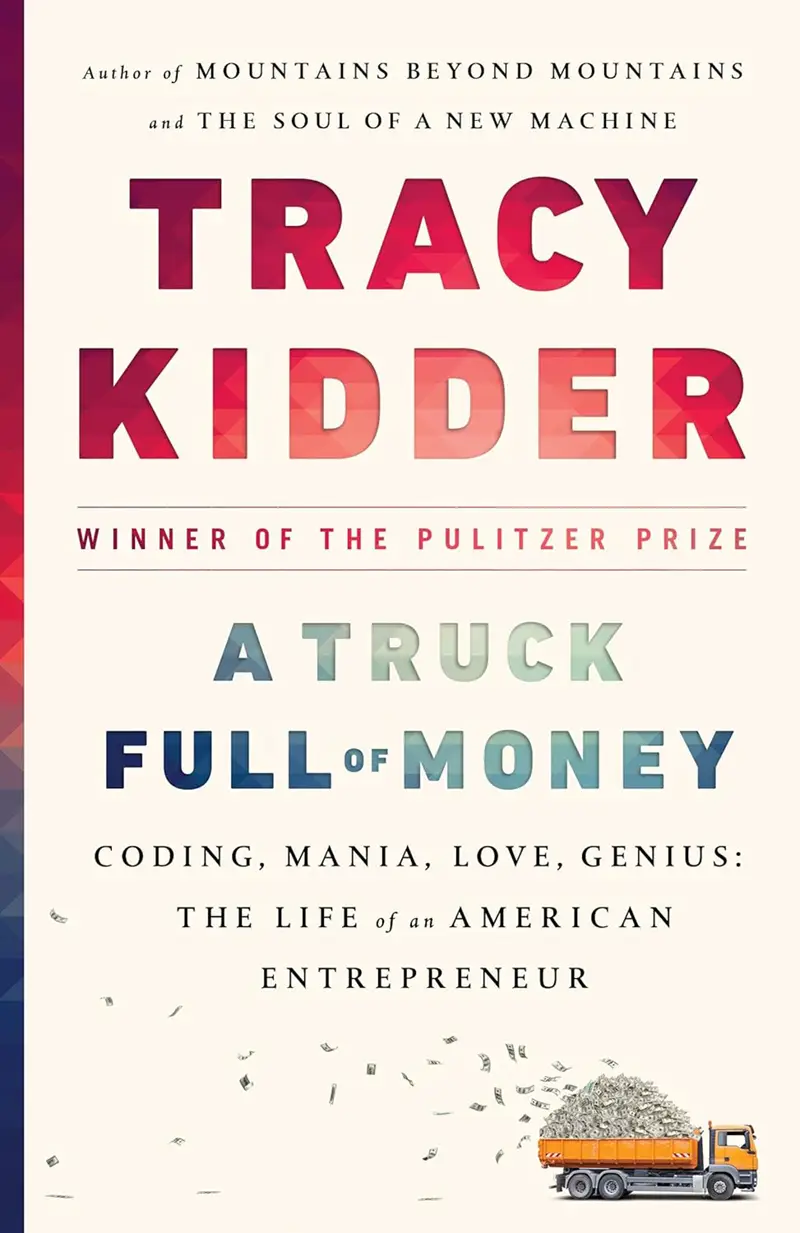 Author of MOUNTAINS BEYOND MOUNTAINS
and THE SOUL OF A NEW MACHINE
TRACY
KIDDER
WINNER OF THE PULITZER PRIZE
A TRUCK
FULL OF MONEY
CODING, MANIA, LOVE, GENIUS:
THE LIFE of an AMERICAN
ENTREPRENEUR